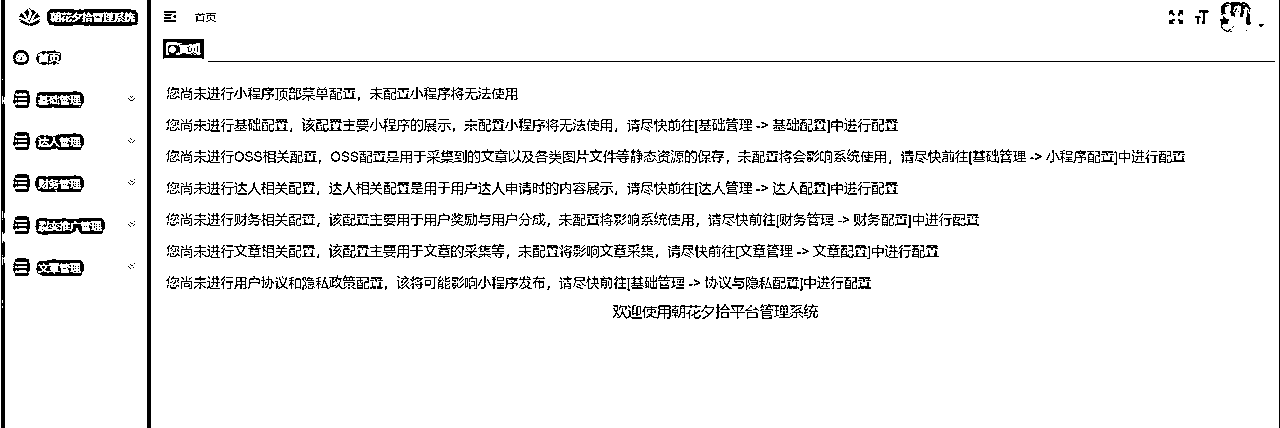 朝花夕拾管理系统
首页
首页
基础管理
达人管理
财务管理
推广管理
文章管理
首页
您尚未进行小程序顶部菜单配置，未配置小程序将无法使用
您尚未进行基础配置，该配置主要小程序的展示，未配置小程序将无法使用，请尽快前往[基础管理 -> 基础配置]中进行配置
您尚未进行OSS相关配置，OSS配置是用于采集到的文章以及各类图片文件等静态资源的保存，未配置将会影响系统使用，请尽快前往[基础管理 -> 小程序配置]中进行配置
您尚未进行达人相关配置，达人相关配置是用于用户达人申请时的内容展示，请尽快前往[达人管理 -> 达人配置]中进行配置
您尚未进行财务相关配置，该配置主要用于用户奖励与用户分成，未配置将影响系统使用，请尽快前往[财务管理 -> 财务配置]中进行配置
您尚未进行文章相关配置，该配置主要用于文章的采集等，未配置将影响文章采集，请尽快前往[文章管理 -> 文章配置]中进行配置
您尚未进行用户协议和隐私政策配置，该将可能影响小程序发布，请尽快前往[基础管理 -> 协议与隐私配置]中进行配置
欢迎使用朝花夕拾平台管理系统